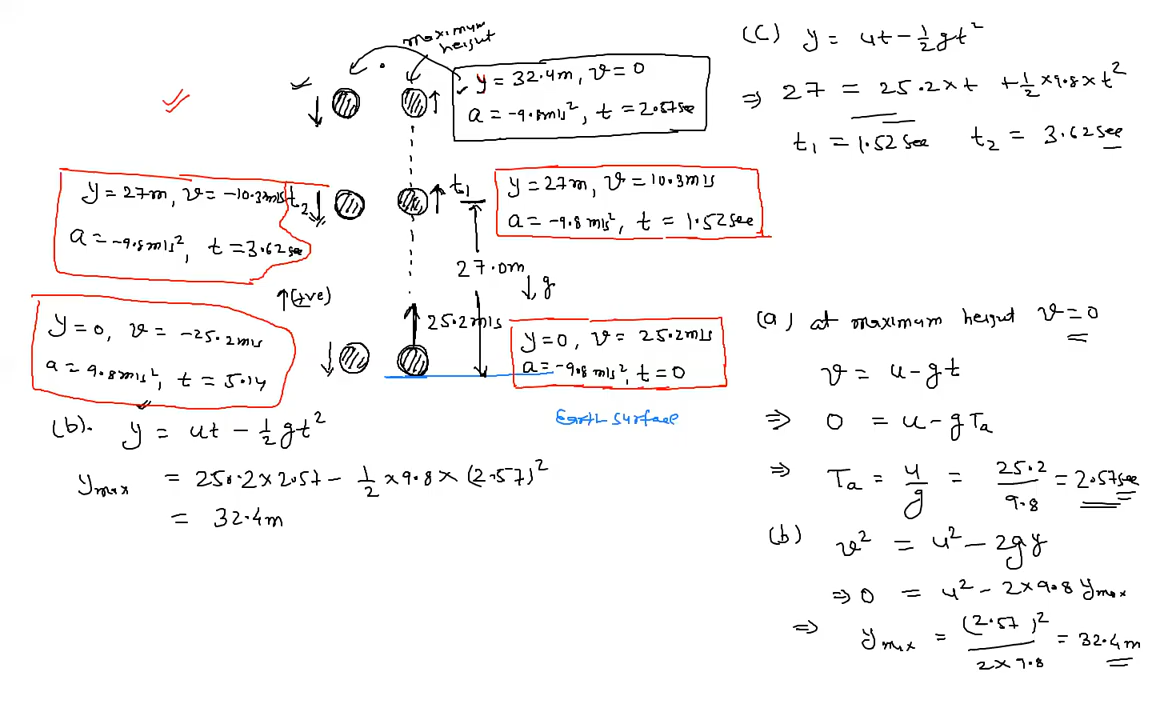 maximum
height
y = 32.4m, v = 0
a = -9.8m/s², t = 2.57sec
y = 27m, v = -10.3m/s
a = -9.8m/s², t = 3.62sec
t₂
t₁
y = 27m, v = 10.3m/s
a = -9.8m/s², t = 1.52sec
27.0m
↓g
↑(+ve)
y = 0, v = -25.2m/s
a = 9.8m/s², t = 5.14
25.2m/s
y = 0, v = 25.2m/s
a = -9.8m/s², t = 0
Earth surface
(b). y = ut - ½gt²
yₘₐₓ = 25.2×2.57 - ½×9.8×(2.57)²
= 32.4m
(C) y = ut - ½gt²
⇒ 27 = 25.2×t + ½×9.8×t²
t₁ = 1.52sec t₂ = 3.62sec
(a) at maximum height v = 0
v = u - gt
⇒ 0 = u - gTₐ
⇒ Tₐ = u/g = 25.2/9.8 = 2.57sec
(b) v² = u² - 2gy
⇒ 0 = u² - 2×9.8 yₘₐₓ
⇒ yₘₐₓ = (2.57)²/2×9.8 = 32.4m